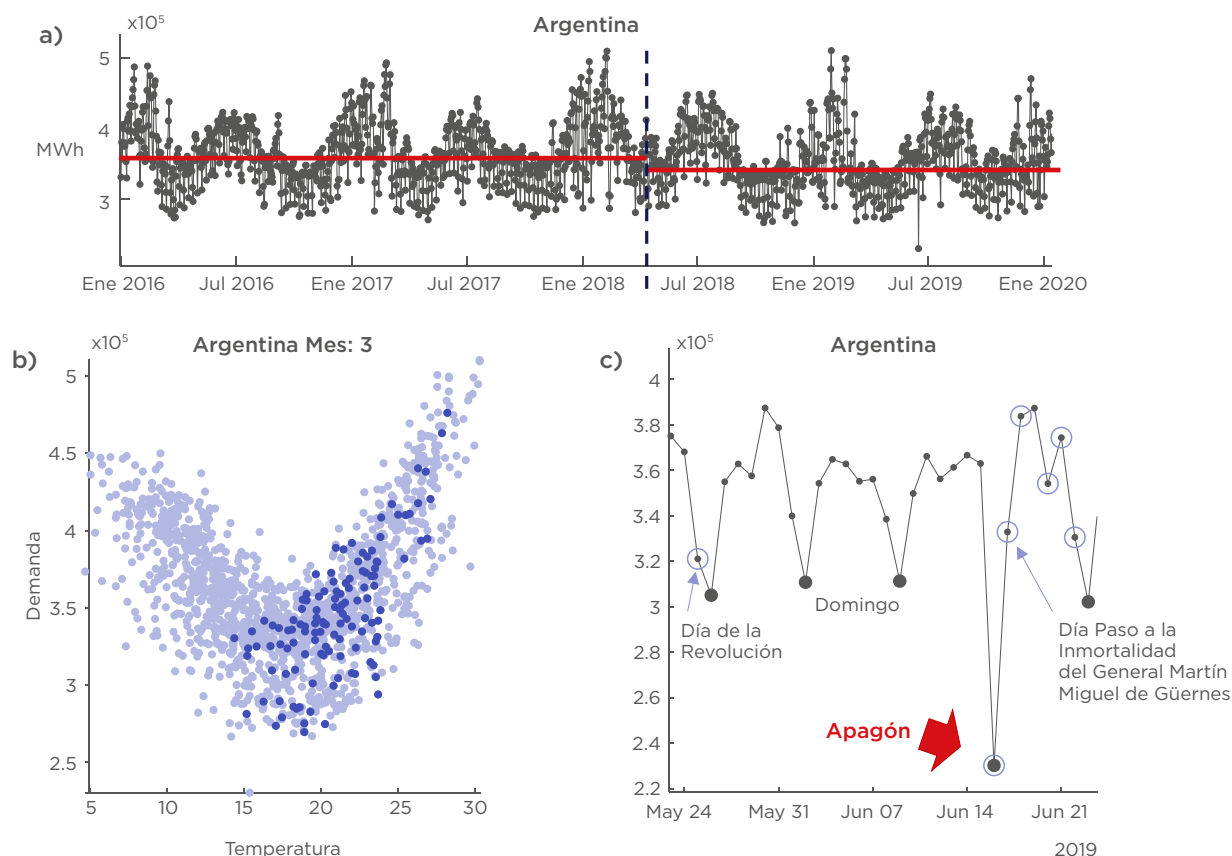 a)
x10⁵
Argentina
5
4
MWh
3
Ene 2016
Jul 2016
Ene 2017
Jul 2017
Ene 2018
Jul 2018
Ene 2019
Jul 2019
Ene 2020
b)
x10⁵
Argentina Mes: 3
5
4.5
4
Demanda
3.5
3
2.5
5
10
15
20
25
30
Temperatura
c)
x10⁵
Argentina
4
3.8
3.6
3.4
3.2
3
2.8
2.6
2.4
2.2
Día de la
Revolución
Domingo
Día Paso a la
Inmortalidad
del General Martín
Miguel de Güernes
Apagón
May 24
May 31
Jun 07
Jun 14
Jun 21
2019